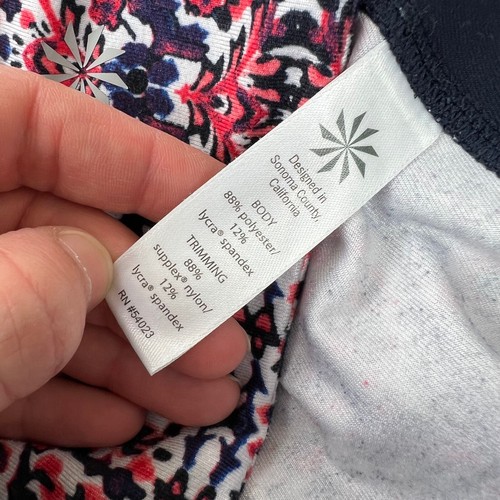 Designed in
Sonoma County,
California
BODY
88% polyester/
12%
lycra® spandex
TRIMMING
88%
supplex® nylon/
12%
lycra® spandex
RN #54023